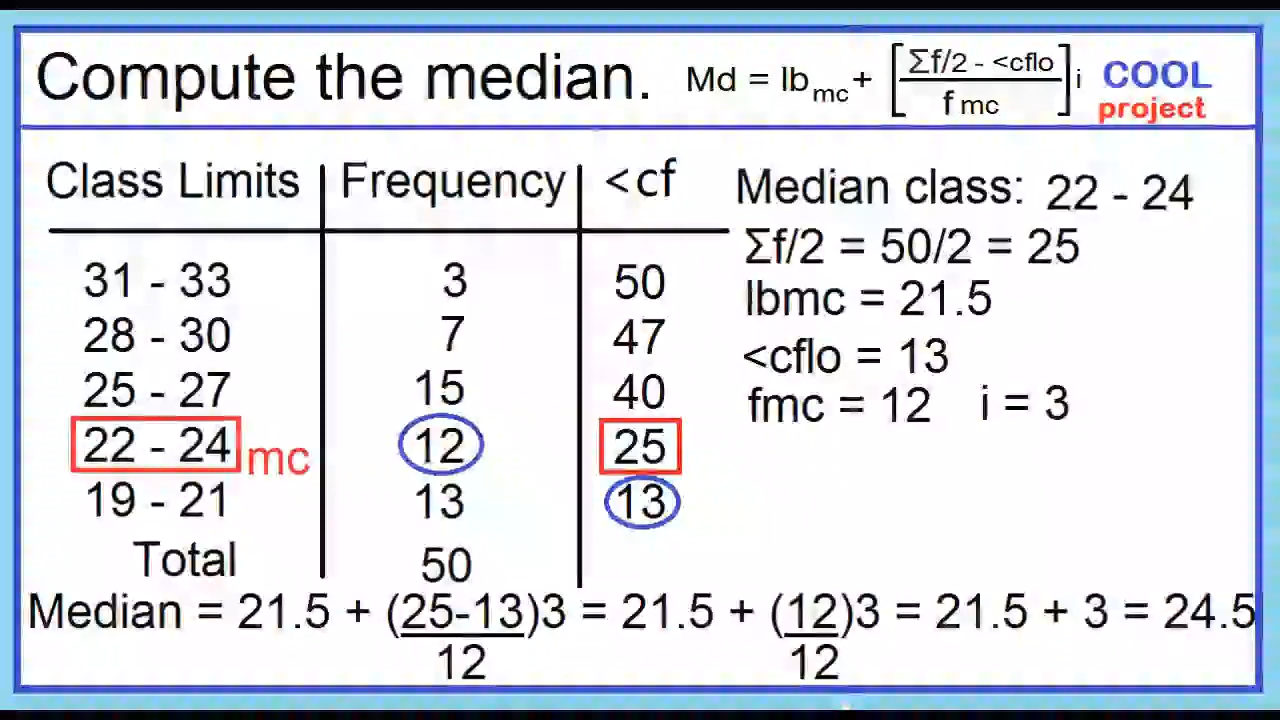 Compute the median. Md = lbmc + [Σf/2 - <cflo / f mc] i COOL project
Class Limits Frequency <cf
31 - 33 3 50
28 - 30 7 47
25 - 27 15 40
22 - 24 mc 12 25
19 - 21 13 13
Total 50
Median class: 22 - 24
Σf/2 = 50/2 = 25
lbmc = 21.5
<cflo = 13
fmc = 12 i = 3
Median = 21.5 + (25-13)3 = 21.5 + (12)3 = 21.5 + 3 = 24.5
12 12